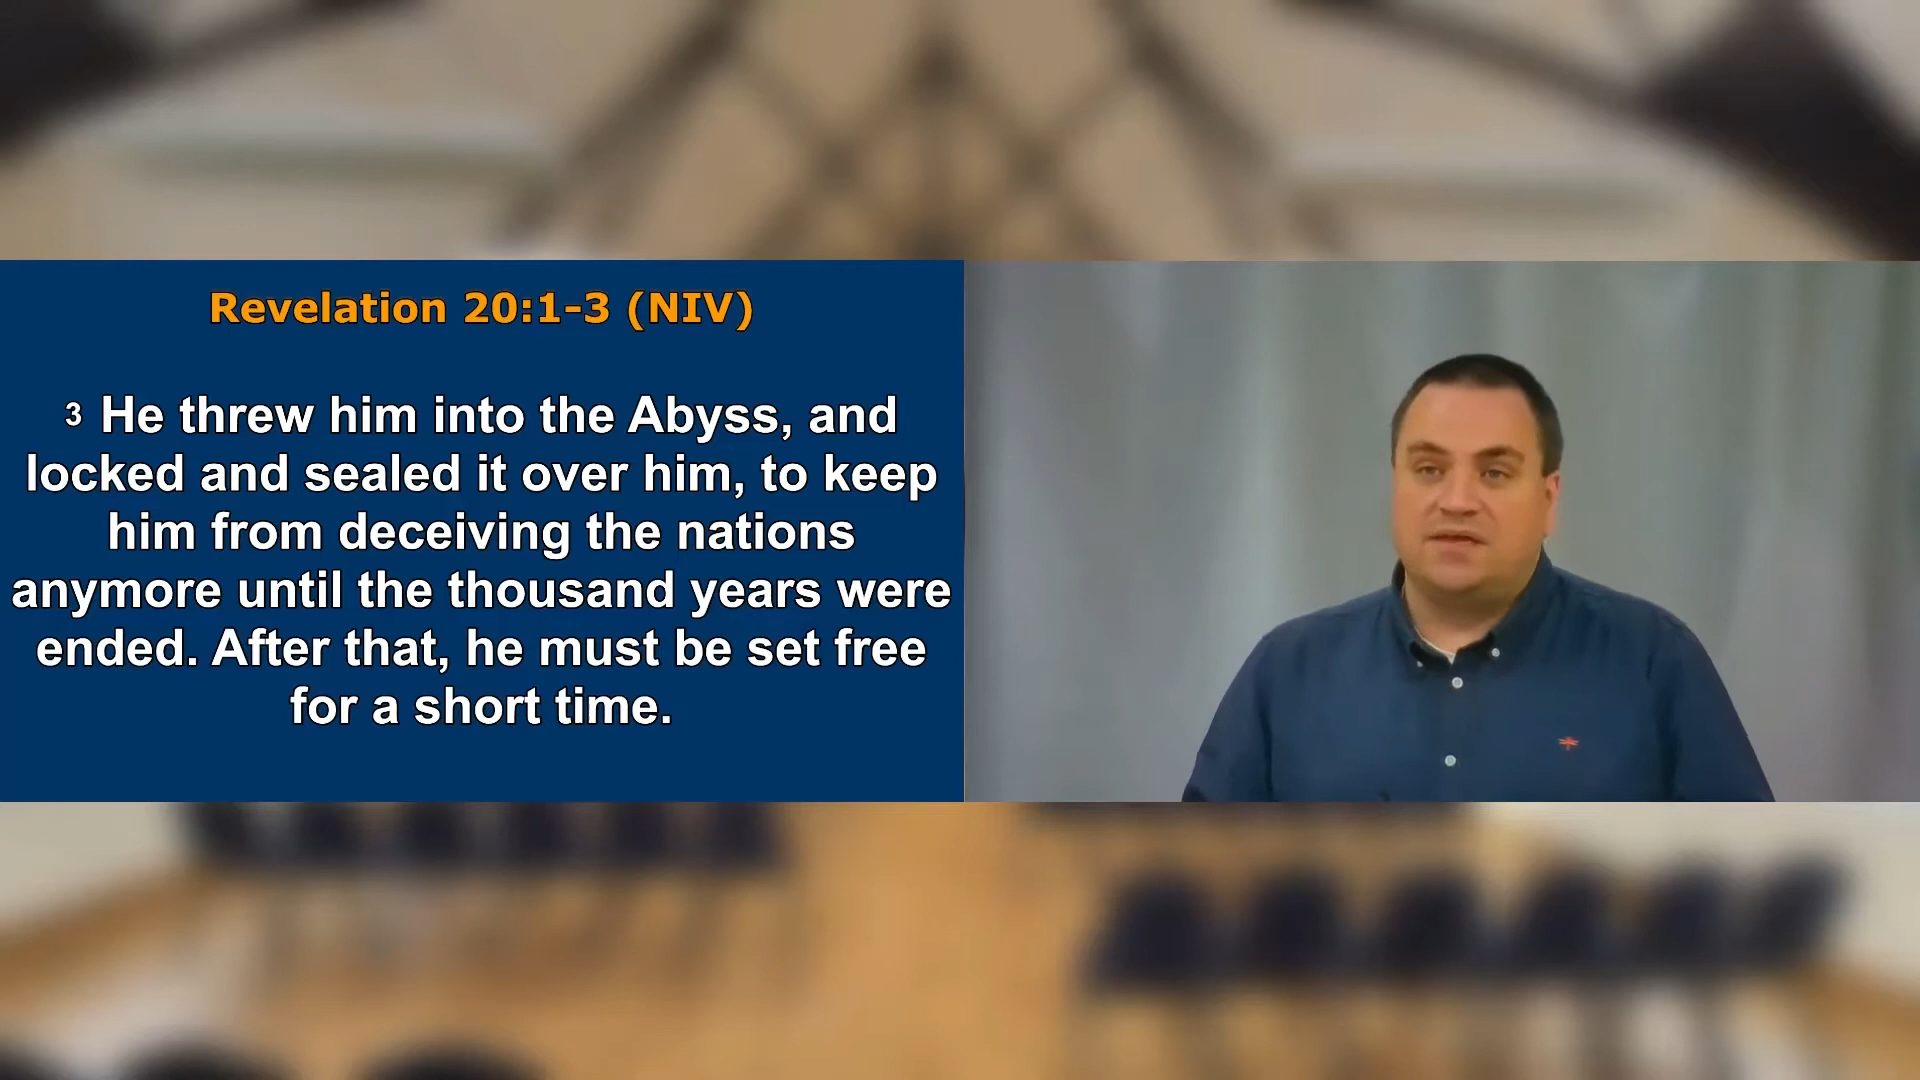 Revelation 20:1-3 (NIV)
3 He threw him into the Abyss, and
locked and sealed it over him, to keep
him from deceiving the nations
anymore until the thousand years were
ended. After that, he must be set free
for a short time.